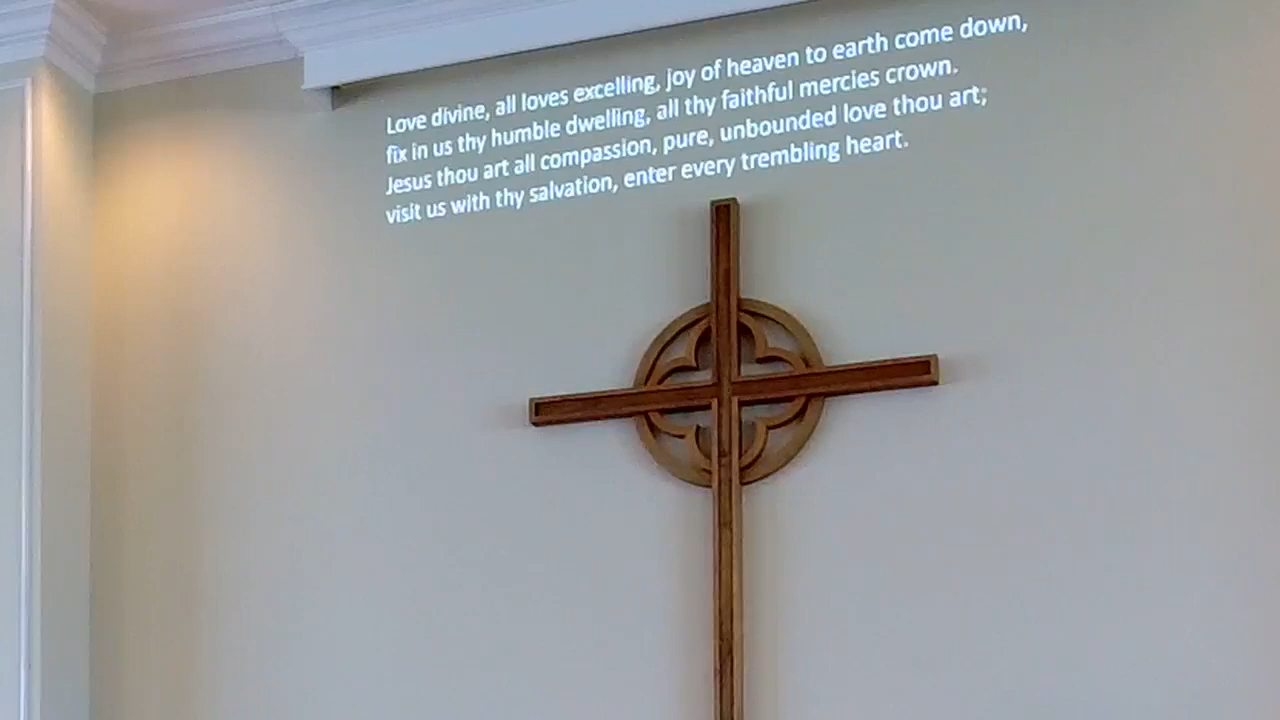 Love divine, all loves excelling, joy of heaven to earth come down,
fix in us thy humble dwelling, all thy faithful mercies crown.
Jesus thou art all compassion, pure, unbounded love thou art;
visit us with thy salvation, enter every trembling heart.